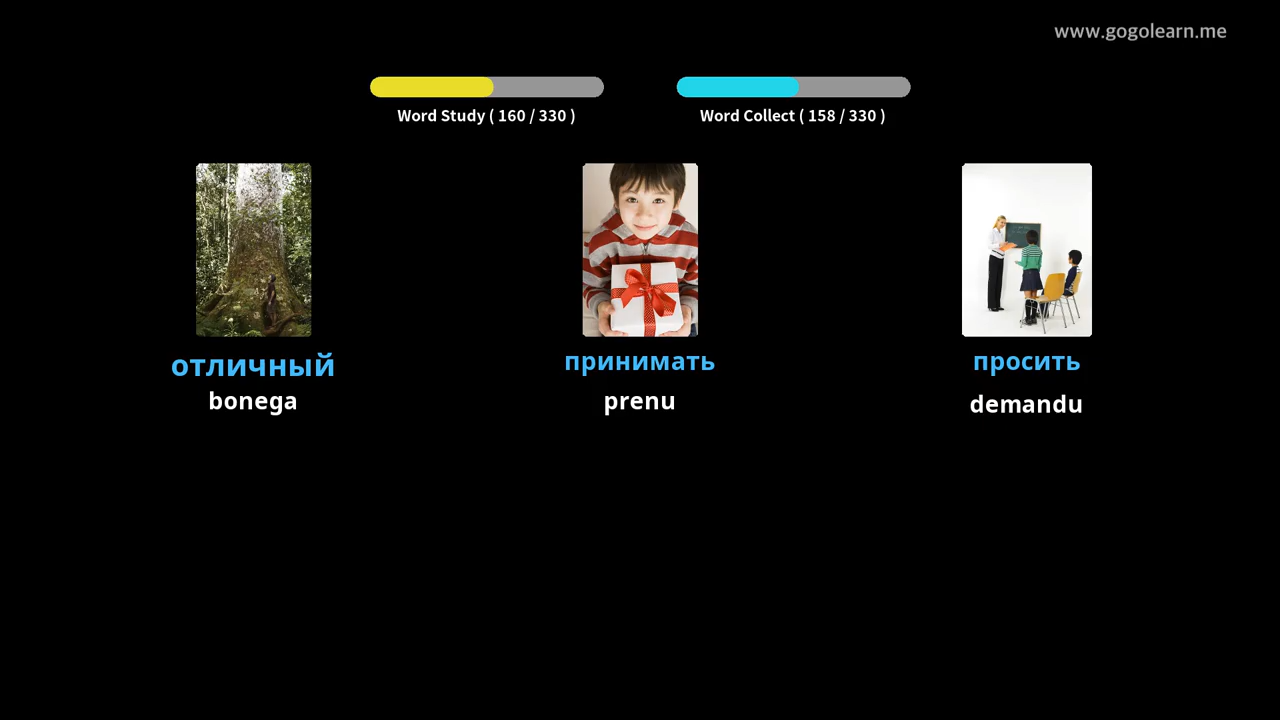 www.gogolearn.me
Word Study ( 160 / 330 )
Word Collect ( 158 / 330 )
отличный
bonega
принимать
prenu
просить
demandu